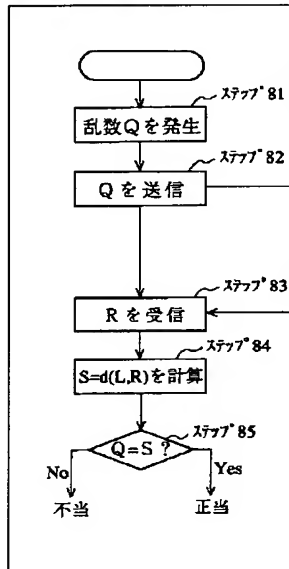 ステップ81
乱数Qを発生
ステップ82
Qを送信
ステップ83
Rを受信
ステップ84
S=d(L,R)を計算
ステップ85
Q=S ?
No
Yes
不当
正当